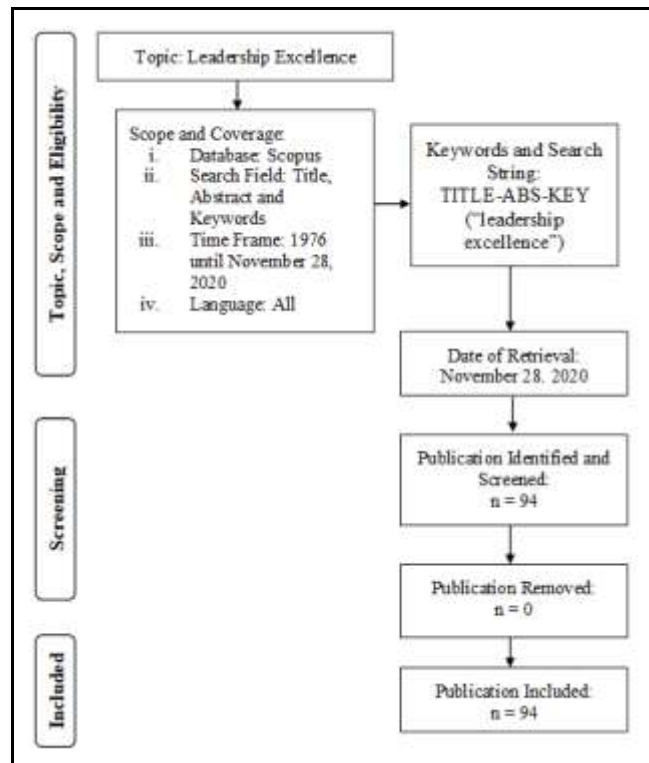 Topic, Scope and Eligibility
Topic: Leadership Excellence
Scope and Coverage:
i. Database: Scopus
ii. Search Field: Title,
Abstract and
Keywords
iii. Time Frame: 1976
until November 28,
2020
iv. Language: All
Keywords and Search
String:
TITLE-ABS-KEY
("leadership
excellence")
Date of Retrieval:
November 28. 2020
Screening
Publication Identified and
Screened:
n = 94
Publication Removed:
n = 0
Included
Publication Included:
n = 94